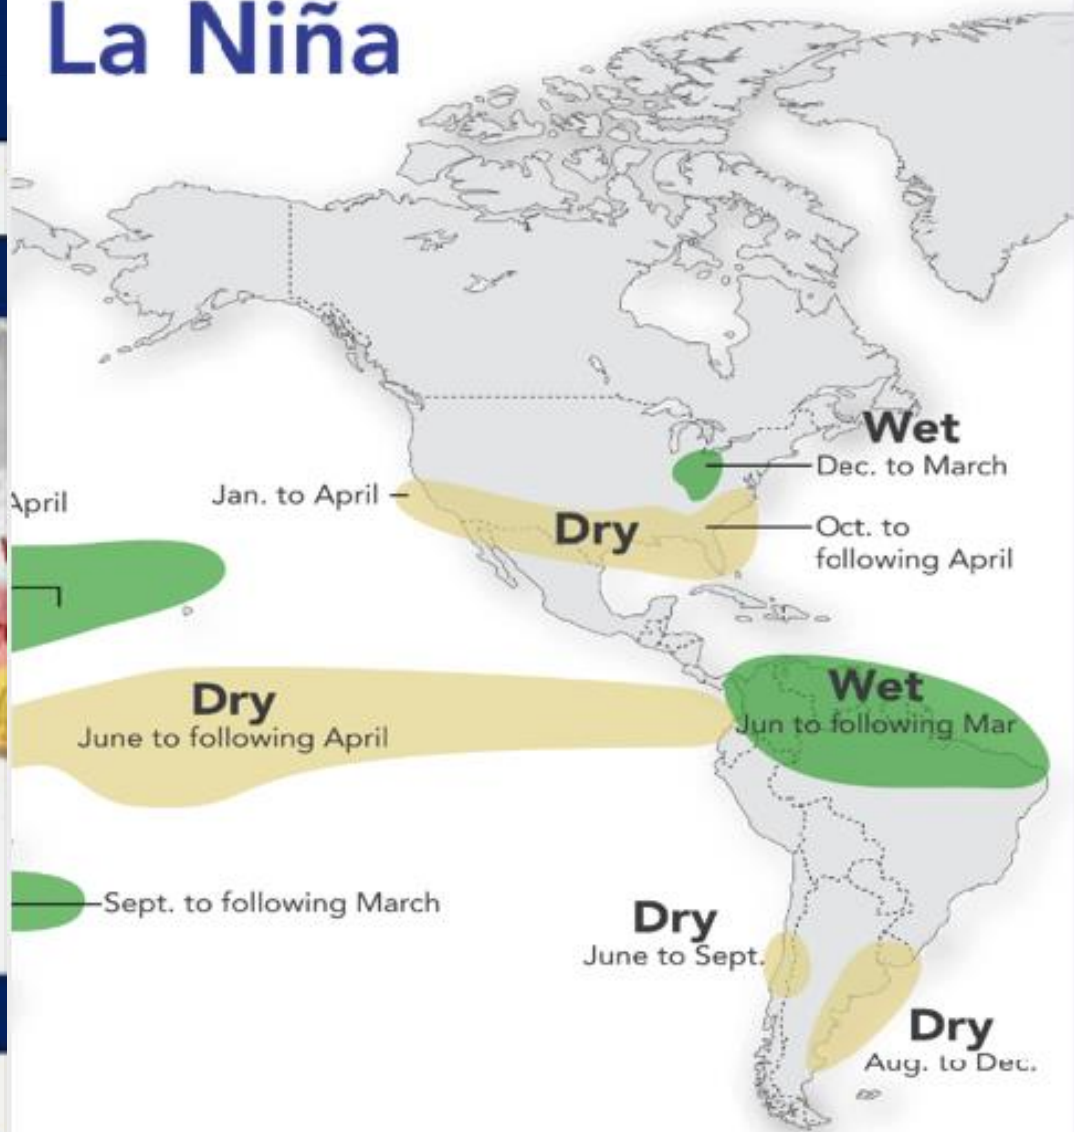 La Niña
Wet
Dec. to March
April
Jan. to April
Dry
Oct. to
following April
Wet
Jun to following Mar
Dry
June to following April
Sept. to following March
Dry
June to Sept.
Dry
Aug. to Dec.